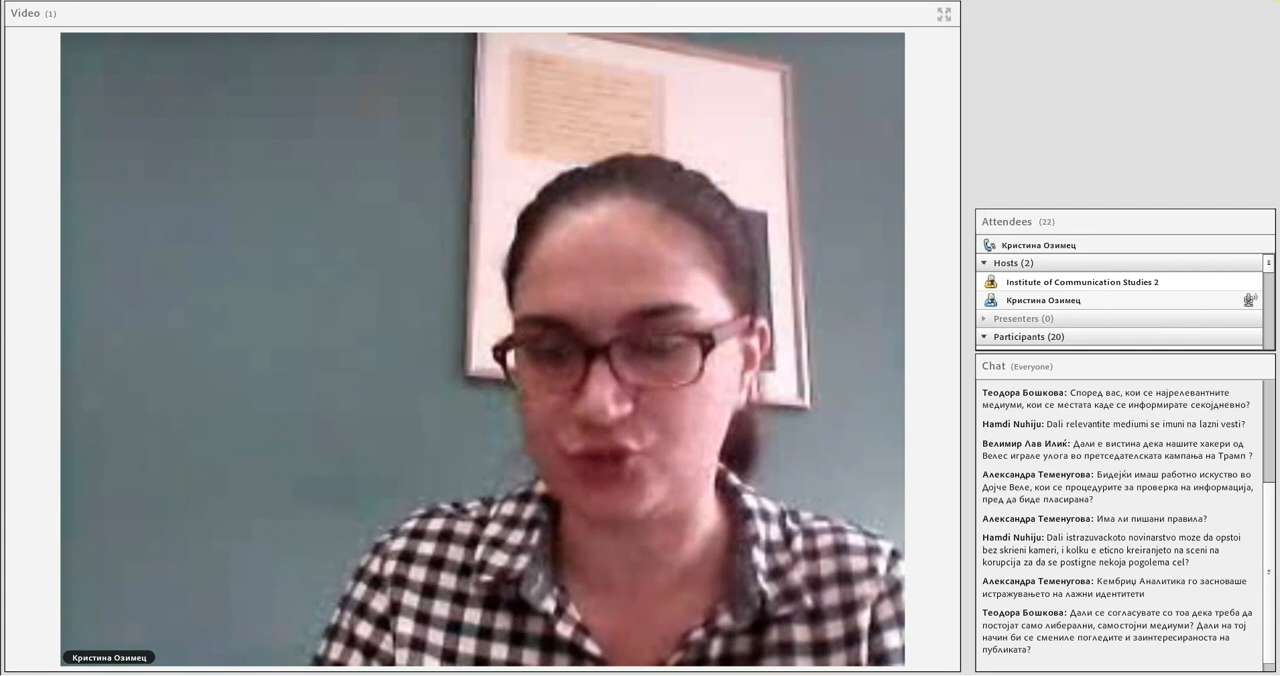 Video (1)
Кристина Озимец
Attendees (22)
Кристина Озимец
Hosts (2)
Institute of Communication Studies 2
Кристина Озимец
Presenters (0)
Participants (20)
Chat (Everyone)
Теодора Бошкова: Според вас, кои се најрелевантните
медиуми, кои се местата каде се информирате секојдневно?
Hamdi Nuhiju: Dali relevantite mediumi se imuni na lazni vesti?
Велимир Лав Илиќ: Дали е вистина дека нашите хакери од
Велес играле улога во претседателската кампања на Трамп ?
Александра Теменугова: Бидејќи имаш работно искуство во
Дојче Веле, кои се процедурите за проверка на информација,
пред да биде пласирана?
Александра Теменугова: Има ли пишани правила?
Hamdi Nuhiju: Dali istrazuvackoto novinarstvo moze da opstoi
bez skrieni kameri, i kolku e eticno kreiranjeto na sceni na
korupcija za da se postigne nekoja pogolema cel?
Александра Теменугова: Кембриџ Аналитика го засноваше
истражувањето на лажни идентитети
Теодора Бошкова: Дали се согласувате со тоа дека треба да
постојат само либерални, самостојни медиуми? Дали на тој
начин би се смениле погледите и заинтересираноста на
публиката?